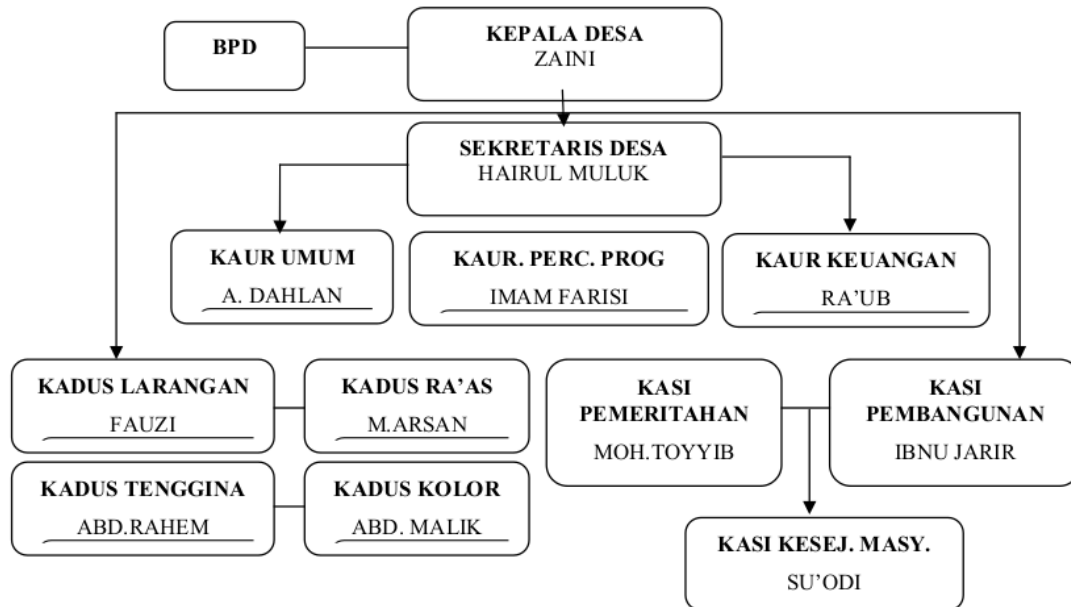 BPD
KEPALA DESA
ZAINI
SEKRETARIS DESA
HAIRUL MULUK
KAUR UMUM
A. DAHLAN
KAUR. PERC. PROG
IMAM FARISI
KAUR KEUANGAN
RA’UB
KADUS LARANGAN
FAUZI
KADUS RA’AS
M.ARSAN
KASI
PEMERITAHAN
MOH.TOYYIB
KASI
PEMBANGUNAN
IBNU JARIR
KADUS TENGGINA
ABD.RAHEM
KADUS KOLOR
ABD. MALIK
KASI KESEJ. MASY.
SU’ODI